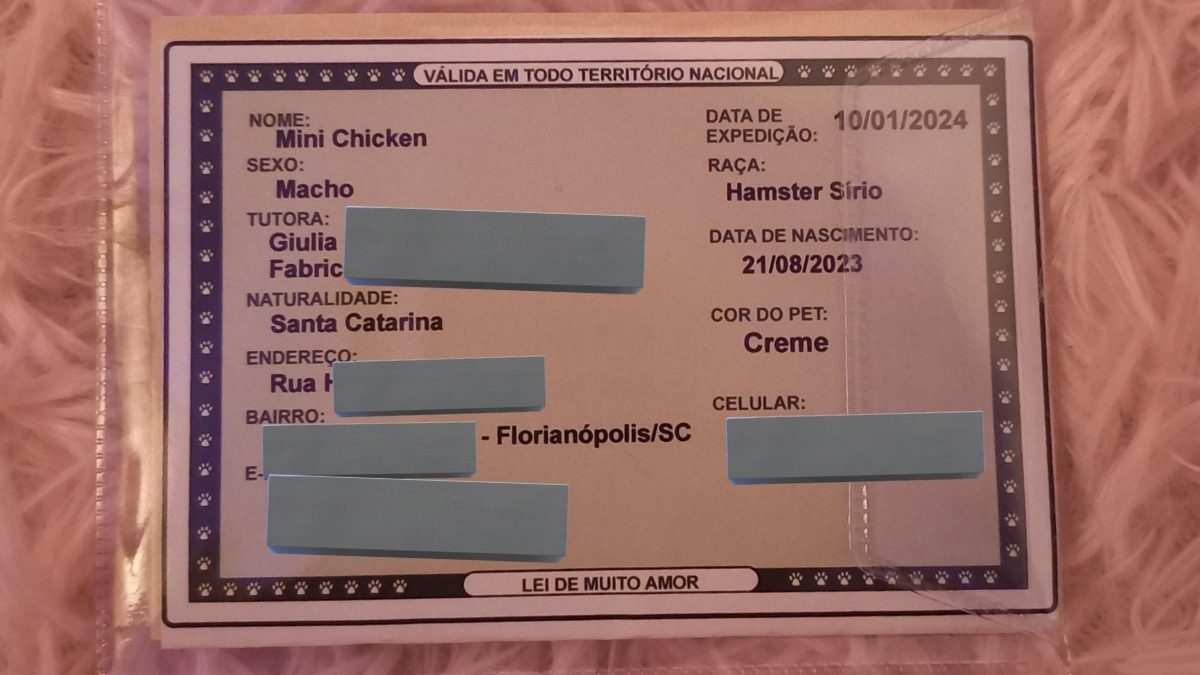 VÁLIDA EM TODO TERRITÓRIO NACIONAL
NOME:
Mini Chicken
SEXO:
Macho
TUTORA:
Giulia
Fabric
NATURALIDADE:
Santa Catarina
ENDEREÇO:
Rua H
BAIRRO:
- Florianópolis/SC
E-
DATA DE
EXPEDIÇÃO: 10/01/2024
RAÇA:
Hamster Sírio
DATA DE NASCIMENTO:
21/08/2023
COR DO PET:
Creme
CELULAR:
LEI DE MUITO AMOR